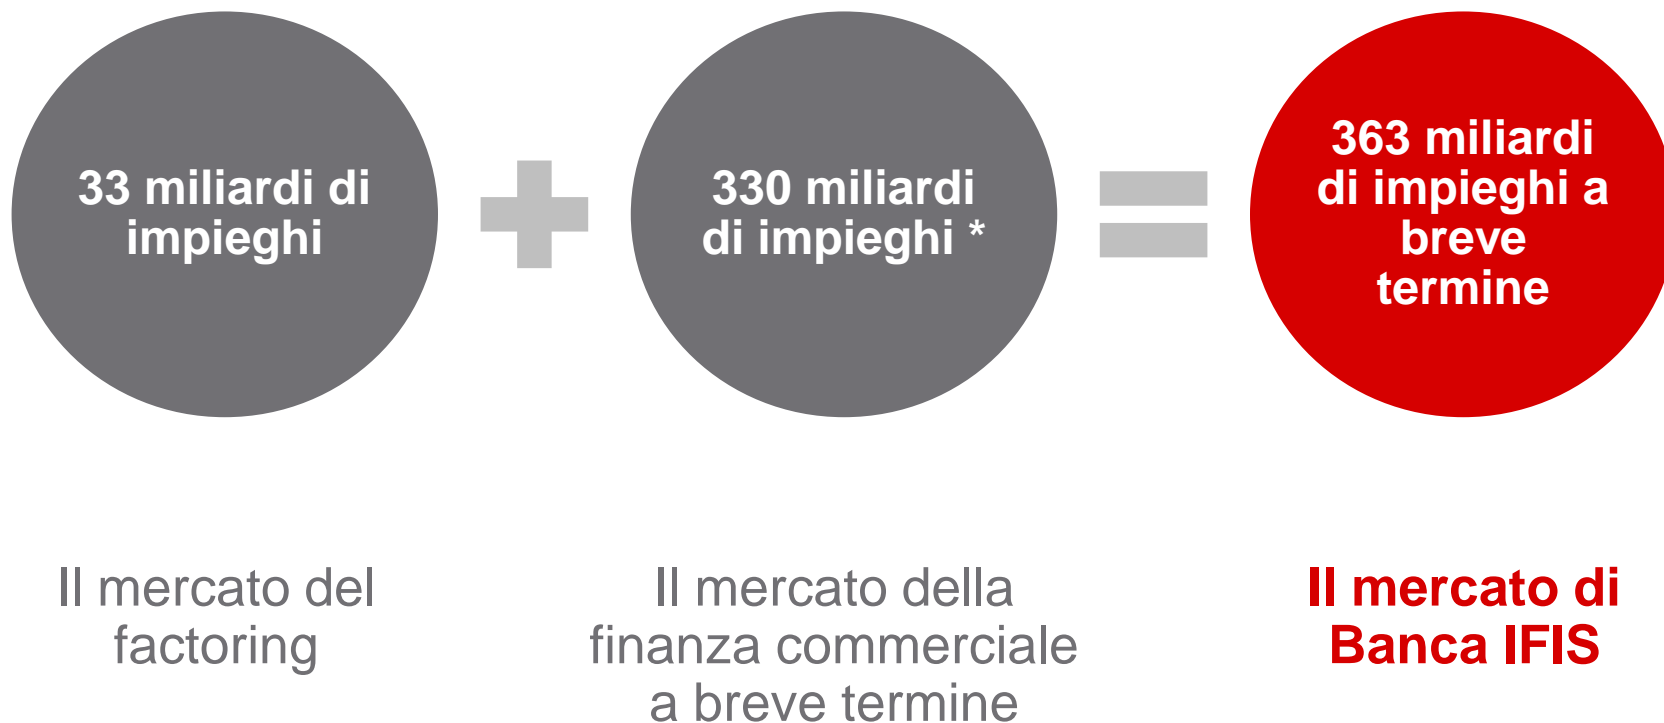 33 miliardi di
impieghi
330 miliardi
di impieghi *
363 miliardi
di impieghi a
breve
termine
Il mercato del
factoring
Il mercato della
finanza commerciale
a breve termine
Il mercato di
Banca IFIS